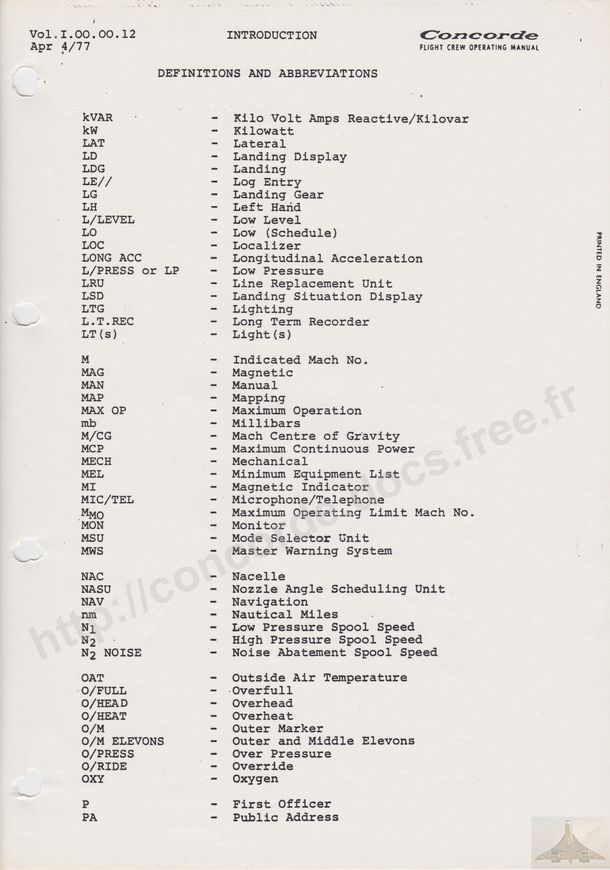 Vol.I.00.00.12 INTRODUCTION Concorde
Apr 4/77 FLIGHT CREW OPERATING MANUAL
DEFINITIONS AND ABBREVIATIONS
kVAR - Kilo Volt Amps Reactive/Kilovar
kW - Kilowatt
LAT - Lateral
LD - Landing Display
LDG - Landing
LE// - Log Entry
LG - Landing Gear
LH - Left Hand
L/LEVEL - Low Level
LO - Low (Schedule)
LOC - Localizer
LONG ACC - Longitudinal Acceleration
L/PRESS or LP - Low Pressure
LRU - Line Replacement Unit
LSD - Landing Situation Display
LTG - Lighting
L.T.REC - Long Term Recorder
LT(s) - Light(s)
M - Indicated Mach No.
MAG - Magnetic
MAN - Manual
MAP - Mapping
MAX OP - Maximum Operation
mb - Millibars
M/CG - Mach Centre of Gravity
MCP - Maximum Continuous Power
MECH - Mechanical
MEL - Minimum Equipment List
MI - Magnetic Indicator
MIC/TEL - Microphone/Telephone
MMO - Maximum Operating Limit Mach No.
MON - Monitor
MSU - Mode Selector Unit
MWS - Master Warning System
NAC - Nacelle
NASU - Nozzle Angle Scheduling Unit
NAV - Navigation
nm - Nautical Miles
N1 - Low Pressure Spool Speed
N2 - High Pressure Spool Speed
N2 NOISE - Noise Abatement Spool Speed
OAT - Outside Air Temperature
O/FULL - Overfull
O/HEAD - Overhead
O/HEAT - Overheat
O/M - Outer Marker
O/M ELEVONS - Outer and Middle Elevons
O/PRESS - Over Pressure
O/RIDE - Override
OXY - Oxygen
P - First Officer
PA - Public Address
PRINTED IN ENGLAND
http://concorde-docs.free.fr